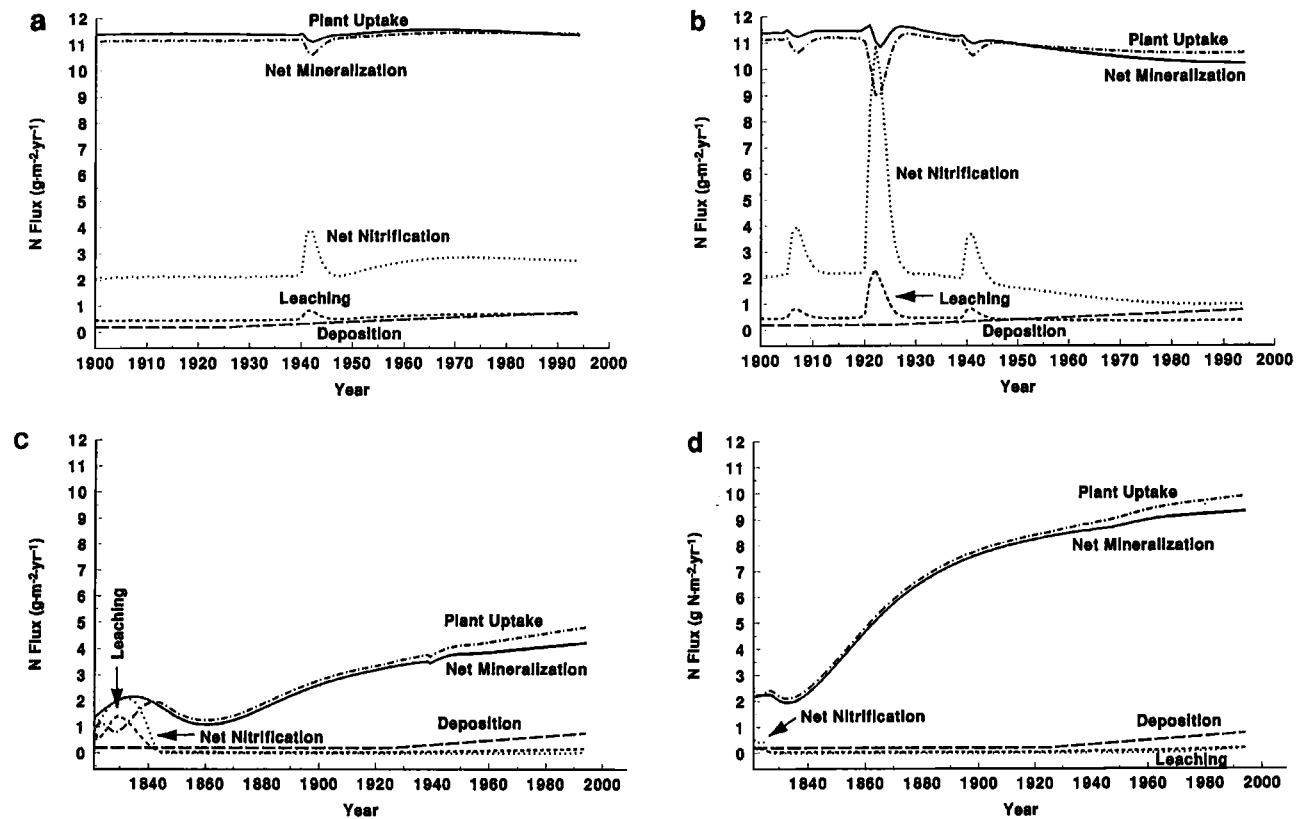 a
Plant Uptake
Net Mineralization
Net Nitrification
Leaching
Deposition
N Flux (g·m-2·yr-1)
12
11
10
9
8
7
6
5
4
3
2
1
0
1900 1910 1920 1930 1940 1950 1960 1970 1980 1990 2000
Year
b
Plant Uptake
Net Mineralization
Net Nitrification
Leaching
Deposition
N Flux (g·m-2·yr-1)
12
11
10
9
8
7
6
5
4
3
2
1
0
1900 1910 1920 1930 1940 1950 1960 1970 1980 1990 2000
Year
c
Leaching
Plant Uptake
Net Mineralization
Deposition
Net Nitrification
N Flux (g·m-2·yr-1)
12
11
10
9
8
7
6
5
4
3
2
1
0
1840 1860 1880 1900 1920 1940 1960 1980 2000
Year
d
Plant Uptake
Net Mineralization
Net Nitrification
Deposition
Leaching
N Flux (g N·m-2·yr-1)
12
11
10
9
8
7
6
5
4
3
2
1
0
1840 1860 1880 1900 1920 1940 1960 1980 2000
Year